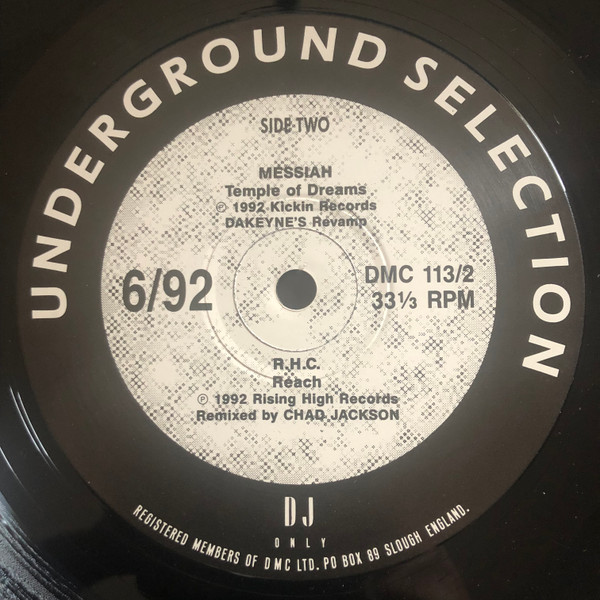 UNDERGROUND SELECTION
SIDE TWO
MESSIAH
Temple of Dreams
℗ 1992 Kickin Records
DAKEYNE'S Revamp
6/92
DMC 113/2
33⅓ RPM
R.H.C.
Reach
℗ 1992 Rising High Records
Remixed by CHAD JACKSON
DJ
ONLY
REGISTERED MEMBERS OF DMC LTD. PO BOX 89 SLOUGH ENGLAND.